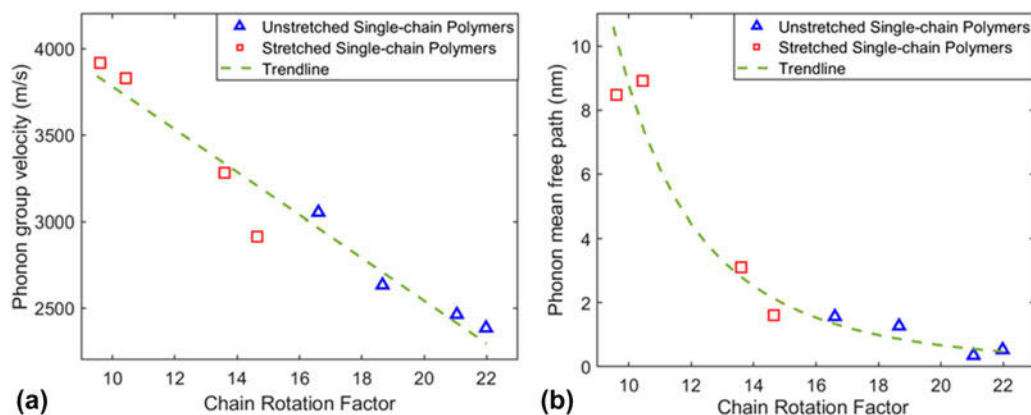 Unstretched Single-chain Polymers
Stretched Single-chain Polymers
Trendline
4000
3500
3000
2500
Phonon group velocity (m/s)
10 12 14 16 18 20 22
Chain Rotation Factor
(a)
Unstretched Single-chain Polymers
Stretched Single-chain Polymers
Trendline
10
8
6
4
2
0
Phonon mean free path (nm)
10 12 14 16 18 20 22
Chain Rotation Factor
(b)